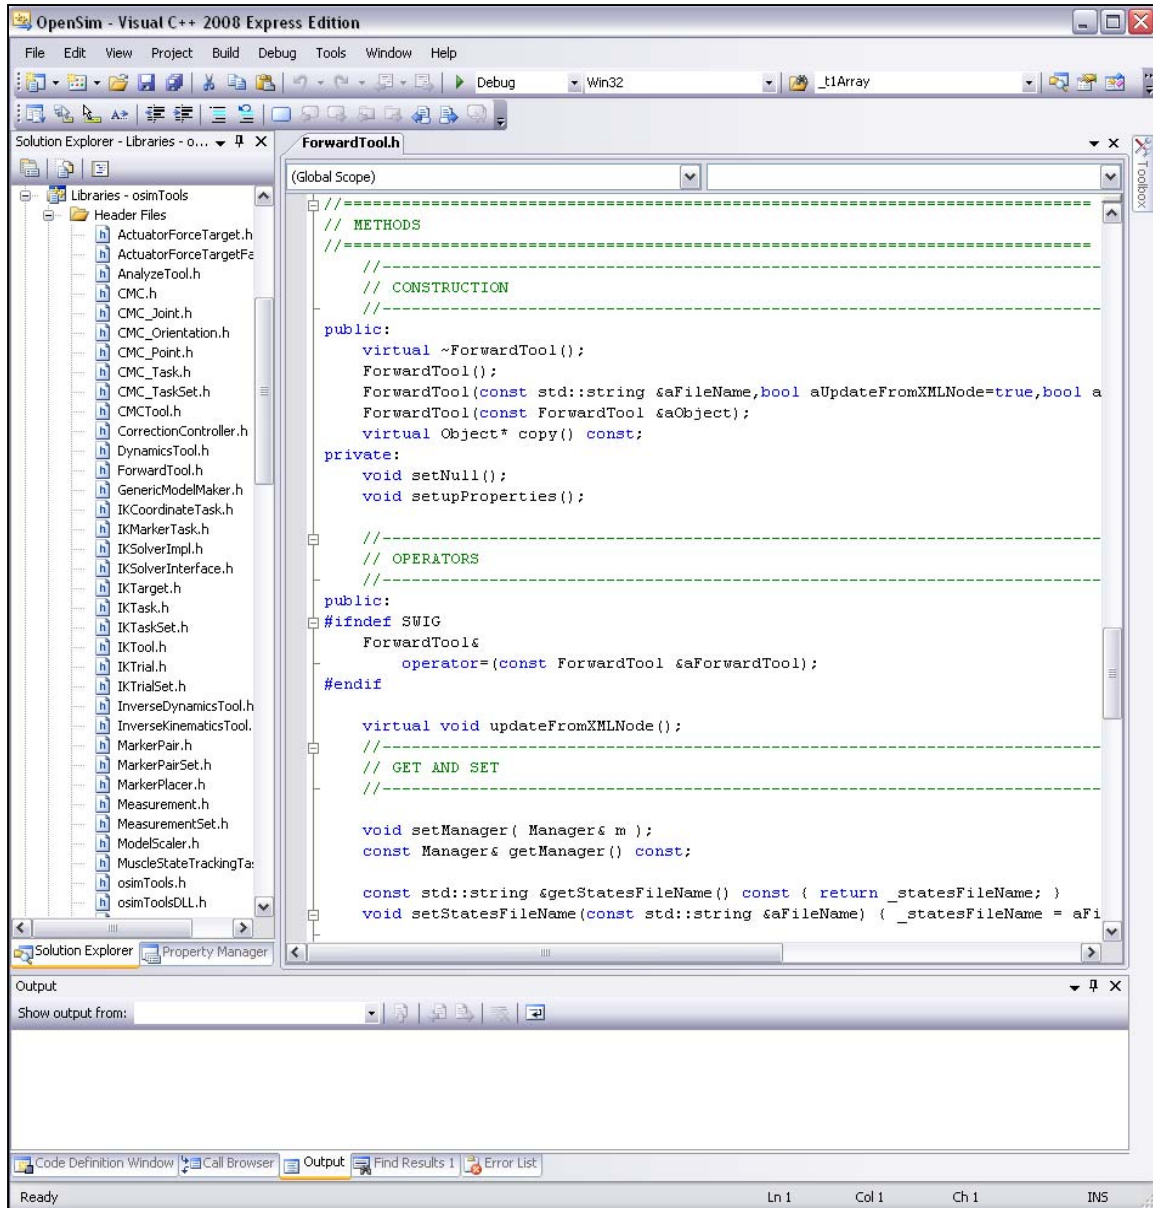 OpenSim - Visual C++ 2008 Express Edition
File Edit View Project Build Debug Tools Window Help
Debug Win32 _t1Array
Solution Explorer - Libraries - o...
Libraries - osimTools
Header Files
ActuatorForceTarget.h
ActuatorForceTargetFa
AnalyzeTool.h
CMC.h
CMC_Joint.h
CMC_Orientation.h
CMC_Point.h
CMC_Task.h
CMC_TaskSet.h
CMCTool.h
CorrectionController.h
DynamicsTool.h
ForwardTool.h
GenericModelMaker.h
IKCoordinateTask.h
IKMarkerTask.h
IKSolverImpl.h
IKSolverInterface.h
IKTarget.h
IKTask.h
IKTaskSet.h
IKTool.h
IKTrial.h
IKTrialSet.h
InverseDynamicsTool.h
InverseKinematicsTool.
MarkerPair.h
MarkerPairSet.h
MarkerPlacer.h
Measurement.h
MeasurementSet.h
ModelScaler.h
MuscleStateTrackingTa
osimTools.h
osimToolsDLL.h
Solution Explorer Property Manager
ForwardTool.h
Toolbox
(Global Scope)
//=============================================================================
// METHODS
//=============================================================================
//--------------------------------------------------------------------------
// CONSTRUCTION
//--------------------------------------------------------------------------
public:
virtual ~ForwardTool();
ForwardTool();
ForwardTool(const std::string &aFileName,bool aUpdateFromXMLNode=true,bool a
ForwardTool(const ForwardTool &aObject);
virtual Object* copy() const;
private:
void setNull();
void setupProperties();
//--------------------------------------------------------------------------
// OPERATORS
//--------------------------------------------------------------------------
public:
#ifndef SWIG
ForwardTool&
operator=(const ForwardTool &aForwardTool);
#endif
virtual void updateFromXMLNode();
//--------------------------------------------------------------------------
// GET AND SET
//--------------------------------------------------------------------------
void setManager( Manager& m );
const Manager& getManager() const;
const std::string &getStatesFileName() const { return _statesFileName; }
void setStatesFileName(const std::string &aFileName) { _statesFileName = aFi
Output
Show output from:
Code Definition Window Call Browser Output Find Results 1 Error List
Ready Ln 1 Col 1 Ch 1 INS